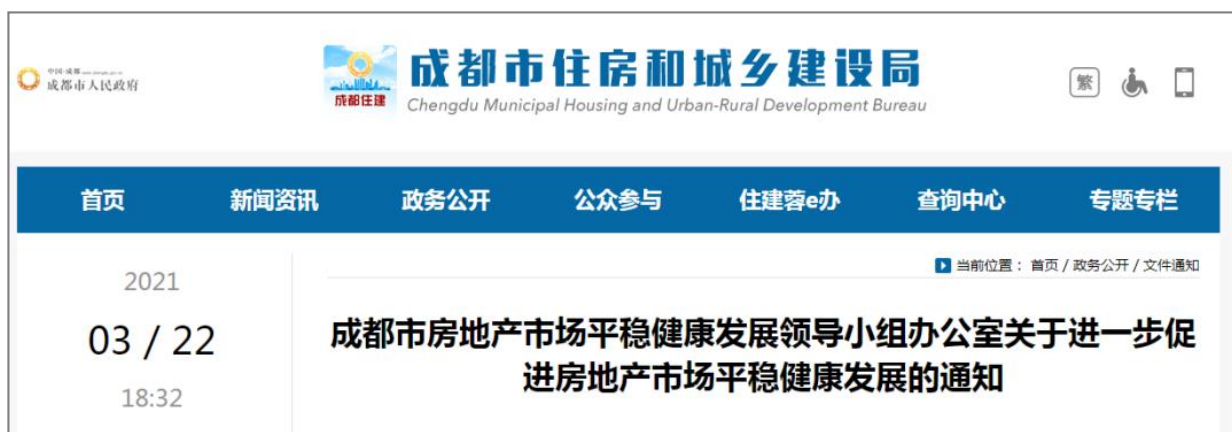 成都市人民政府
成都住建
成都市住房和城乡建设局
Chengdu Municipal Housing and Urban-Rural Development Bureau
繁
首页 新闻资讯 政务公开 公众参与 住建蓉e办 查询中心 专题专栏
当前位置: 首页 / 政务公开 / 文件通知
2021
03 / 22
18:32
成都市房地产市场平稳健康发展领导小组办公室关于进一步促
进房地产市场平稳健康发展的通知